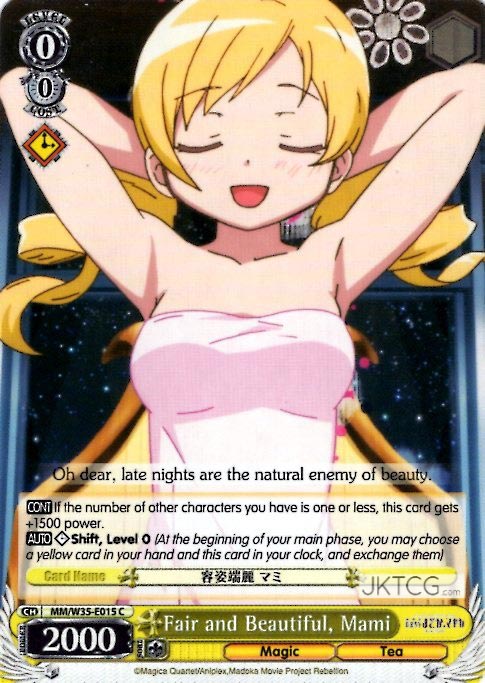 LEVEL
0
0
COST
Oh dear, late nights are the natural enemy of beauty.
CONT If the number of other characters you have is one or less, this card gets
+1500 power.
AUTO Shift, Level 0 (At the beginning of your main phase, you may choose
a yellow card in your hand and this card in your clock, and exchange them)
Card Name 容姿端麗 マミ
JKTCG.com
CH MM/W35-E015 C
Fair and Beautiful, Mami
POWER 2000 SOUL
Magic Tea
©Magica Quartet/Aniplex,Madoka Movie Project Rebellion